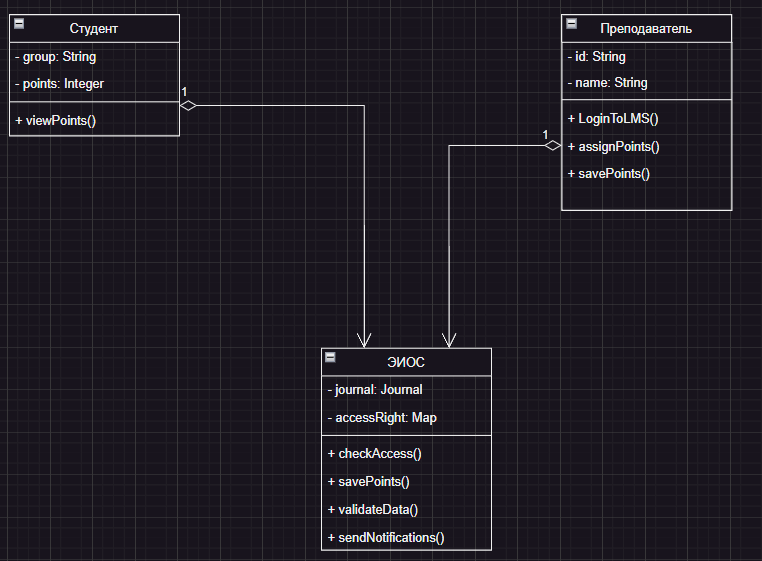 Студент
- group: String
- points: Integer
+ viewPoints()
1
Преподаватель
- id: String
- name: String
+ LoginToLMS()
+ assignPoints()
+ savePoints()
1
ЭИОС
- journal: Journal
- accessRight: Map
+ checkAccess()
+ savePoints()
+ validateData()
+ sendNotifications()